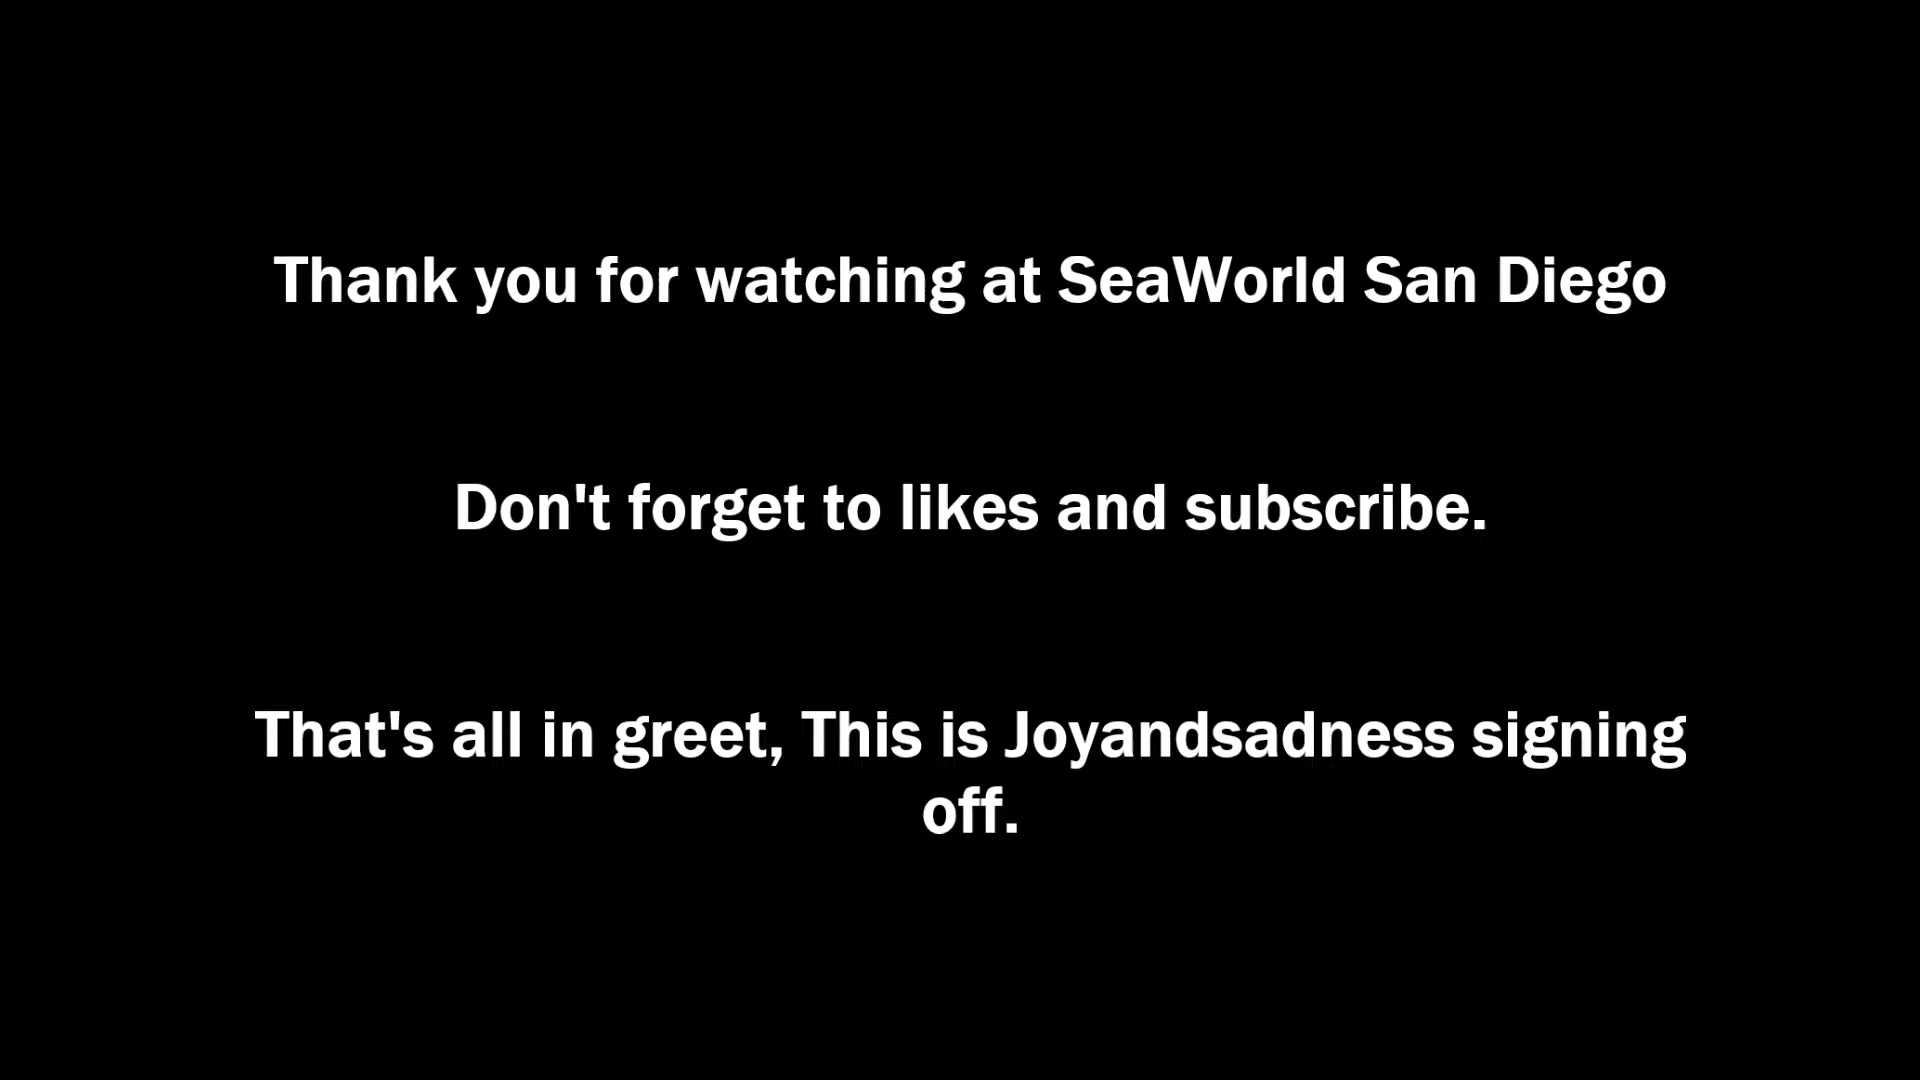 Thank you for watching at SeaWorld San Diego
Don't forget to likes and subscribe.
That's all in greet, This is Joyandsadness signing
off.